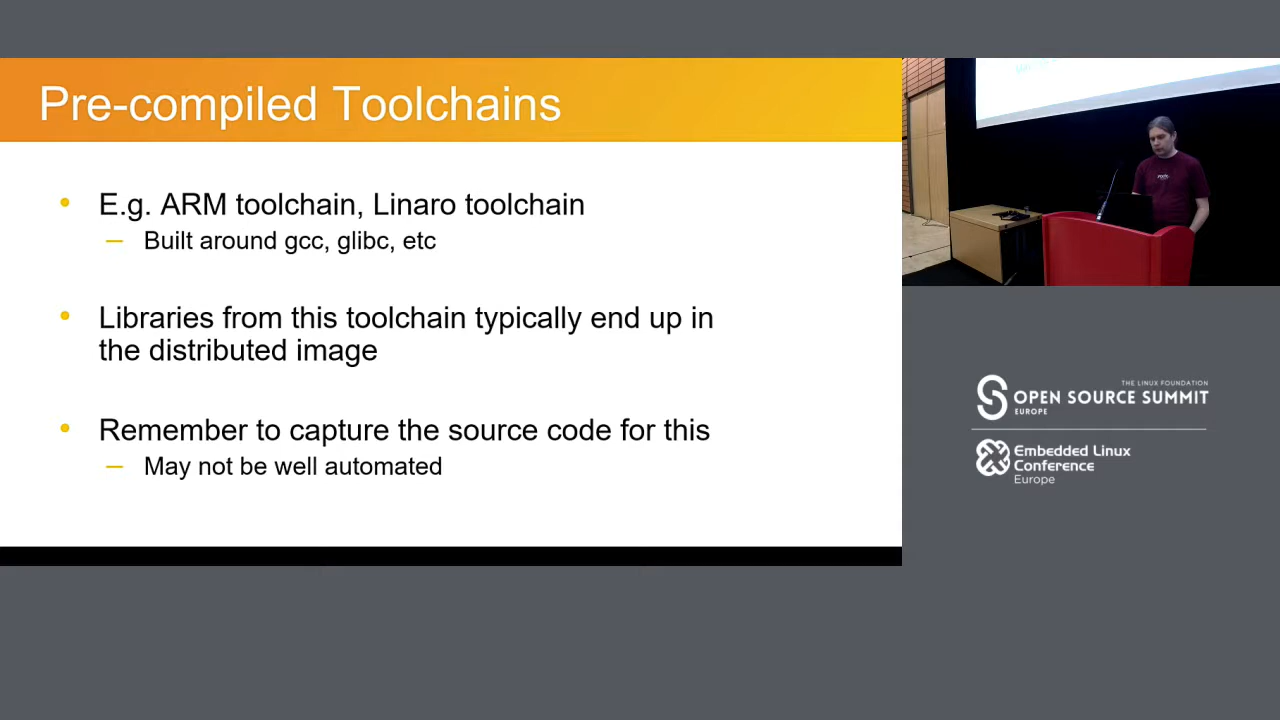 Pre-compiled Toolchains
• E.g. ARM toolchain, Linaro toolchain
– Built around gcc, glibc, etc
• Libraries from this toolchain typically end up in
the distributed image
• Remember to capture the source code for this
– May not be well automated
THE LINUX FOUNDATION
OPEN SOURCE SUMMIT
EUROPE
Embedded Linux
Conference
Europe